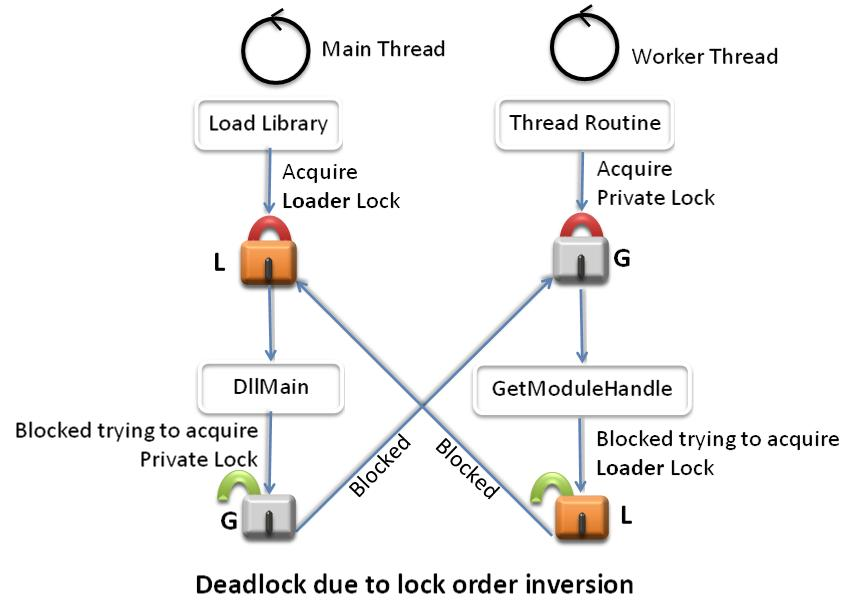 Main Thread
Worker Thread
Load Library
Thread Routine
Acquire
Loader Lock
Acquire
Private Lock
L
G
DllMain
GetModuleHandle
Blocked trying to acquire
Private Lock
Blocked trying to acquire
Loader Lock
Blocked
Blocked
G
L
Deadlock due to lock order inversion